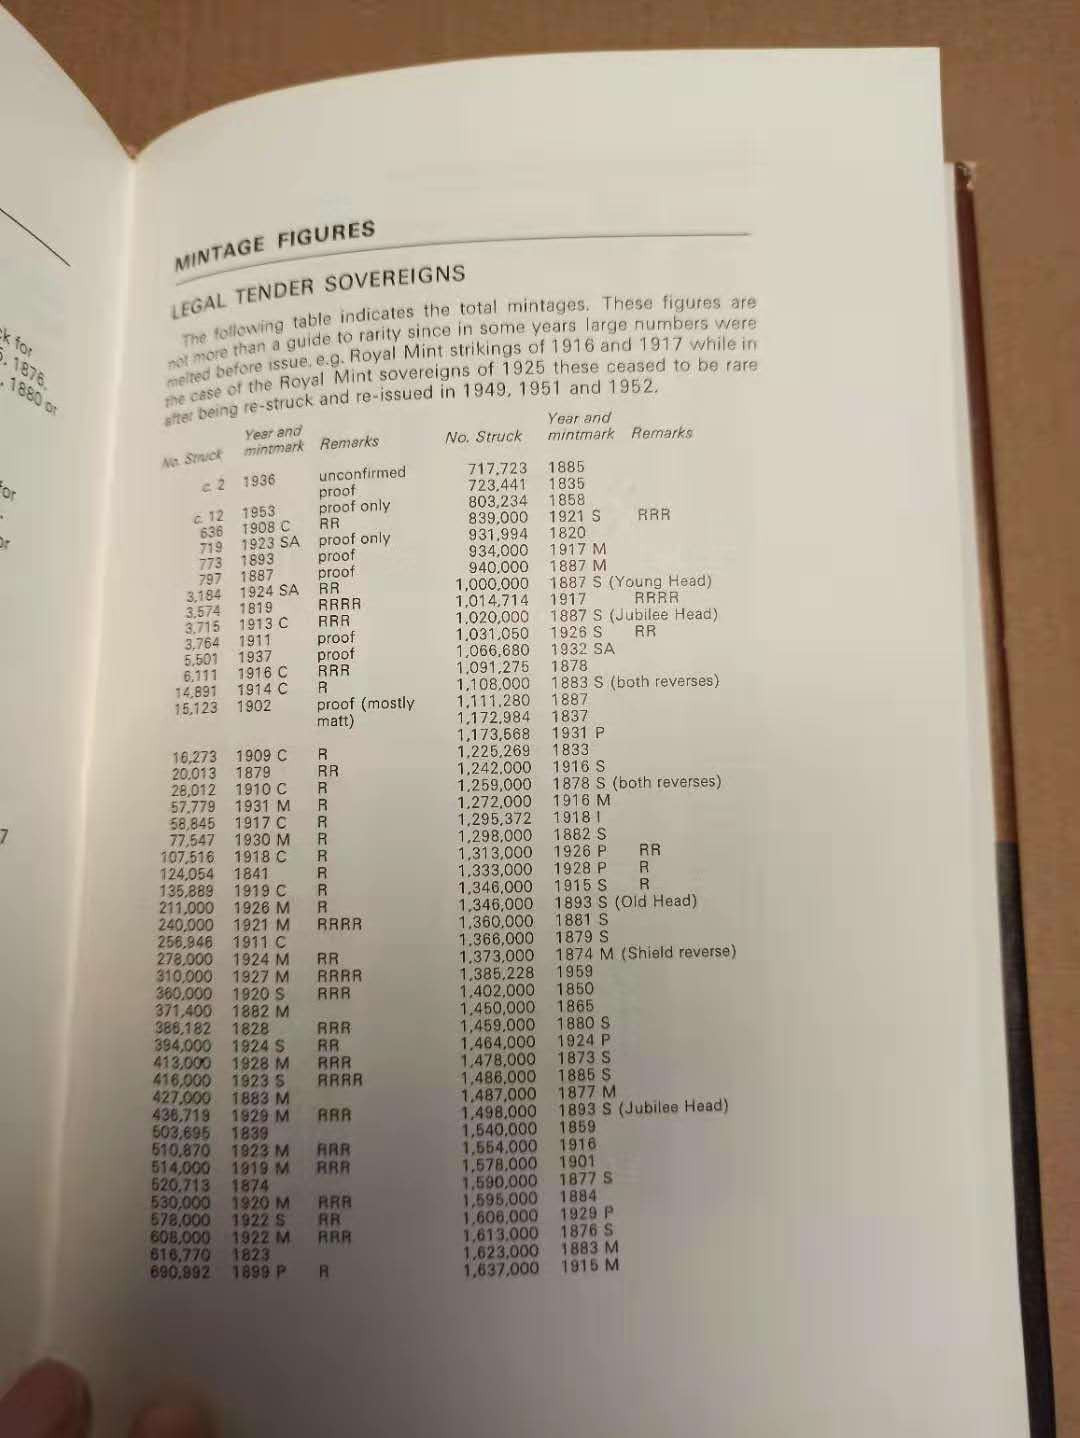 k for
5, 1876,
. 1880 or
for
or
7
MINTAGE FIGURES
LEGAL TENDER SOVEREIGNS
The following table indicates the total mintages. These figures are
not more than a guide to rarity since in some years large numbers were
melted before issue, e.g. Royal Mint strikings of 1916 and 1917 while in
the case of the Royal Mint sovereigns of 1925 these ceased to be rare
after being re-struck and re-issued in 1949, 1951 and 1952.
No. Struck Year and mintmark Remarks
c. 2 1936 unconfirmed
proof
c. 12 1953 proof only
636 1908 C RR
719 1923 SA proof only
773 1893 proof
797 1887 proof
3,184 1924 SA RR
3,574 1819 RRRR
3,715 1913 C RRR
3,764 1911 proof
5,501 1937 proof
6,111 1916 C RRR
14,891 1914 C R
15,123 1902 proof (mostly
matt)
16,273 1909 C R
20,013 1879 RR
28,012 1910 C R
57,779 1931 M R
58,845 1917 C R
77,547 1930 M R
107,516 1918 C R
124,054 1841 R
135,889 1919 C R
211,000 1926 M R
240,000 1921 M RRRR
256,946 1911 C
278,000 1924 M RR
310,000 1927 M RRRR
360,000 1920 S RRR
371,400 1882 M
386,182 1828 RRR
394,000 1924 S RR
413,000 1928 M RRR
416,000 1923 S RRRR
427,000 1883 M
436,719 1929 M RRR
503,695 1839
510,870 1923 M RRR
514,000 1919 M RRR
520,713 1874
530,000 1920 M RRR
578,000 1922 S RR
608,000 1922 M RRR
616,770 1823
690,992 1899 P R
No. Struck Year and mintmark Remarks
717,723 1885
723,441 1835
803,234 1858
839,000 1921 S RRR
931,994 1820
934,000 1917 M
940,000 1887 M
1,000,000 1887 S (Young Head)
1,014,714 1917 RRRR
1,020,000 1887 S (Jubilee Head)
1,031,050 1926 S RR
1,066,680 1932 SA
1,091,275 1878
1,108,000 1883 S (both reverses)
1,111,280 1887
1,172,984 1837
1,173,568 1931 P
1,225,269 1833
1,242,000 1916 S
1,259,000 1878 S (both reverses)
1,272,000 1916 M
1,295,372 1918 I
1,298,000 1882 S
1,313,000 1926 P RR
1,333,000 1928 P R
1,346,000 1915 S R
1,346,000 1893 S (Old Head)
1,360,000 1881 S
1,366,000 1879 S
1,373,000 1874 M (Shield reverse)
1,385,228 1959
1,402,000 1850
1,450,000 1865
1,459,000 1880 S
1,464,000 1924 P
1,478,000 1873 S
1,486,000 1885 S
1,487,000 1877 M
1,498,000 1893 S (Jubilee Head)
1,540,000 1859
1,554,000 1916
1,578,000 1901
1,590,000 1877 S
1,595,000 1884
1,606,000 1929 P
1,613,000 1876 S
1,623,000 1883 M
1,637,000 1915 M